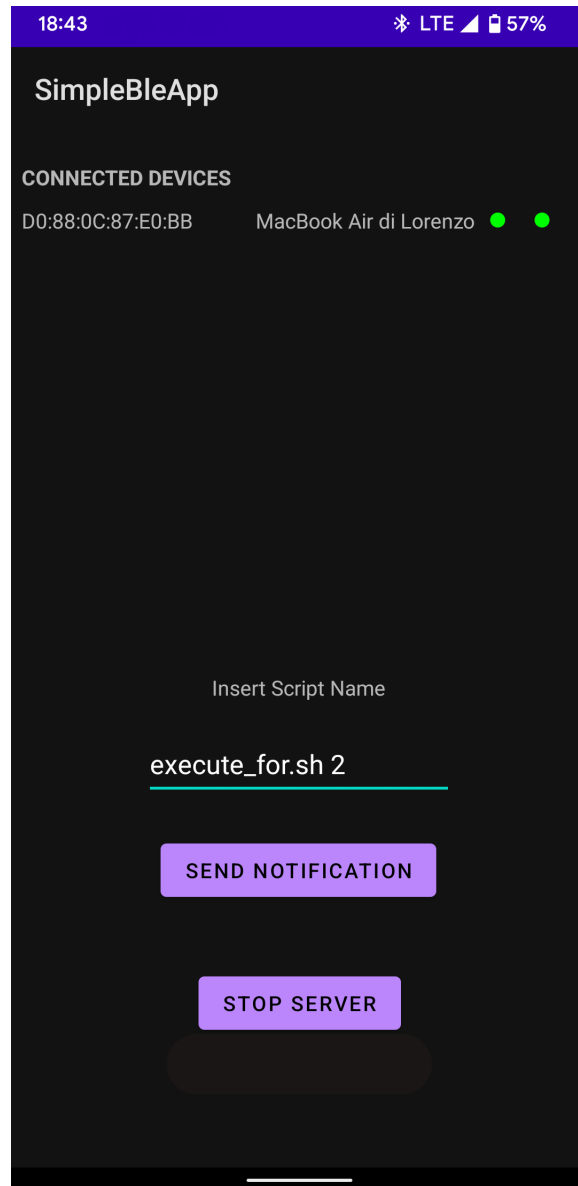 18:43 LTE 57%
SimpleBleApp
CONNECTED DEVICES
D0:88:0C:87:E0:BB MacBook Air di Lorenzo
Insert Script Name
execute_for.sh 2
SEND NOTIFICATION
STOP SERVER